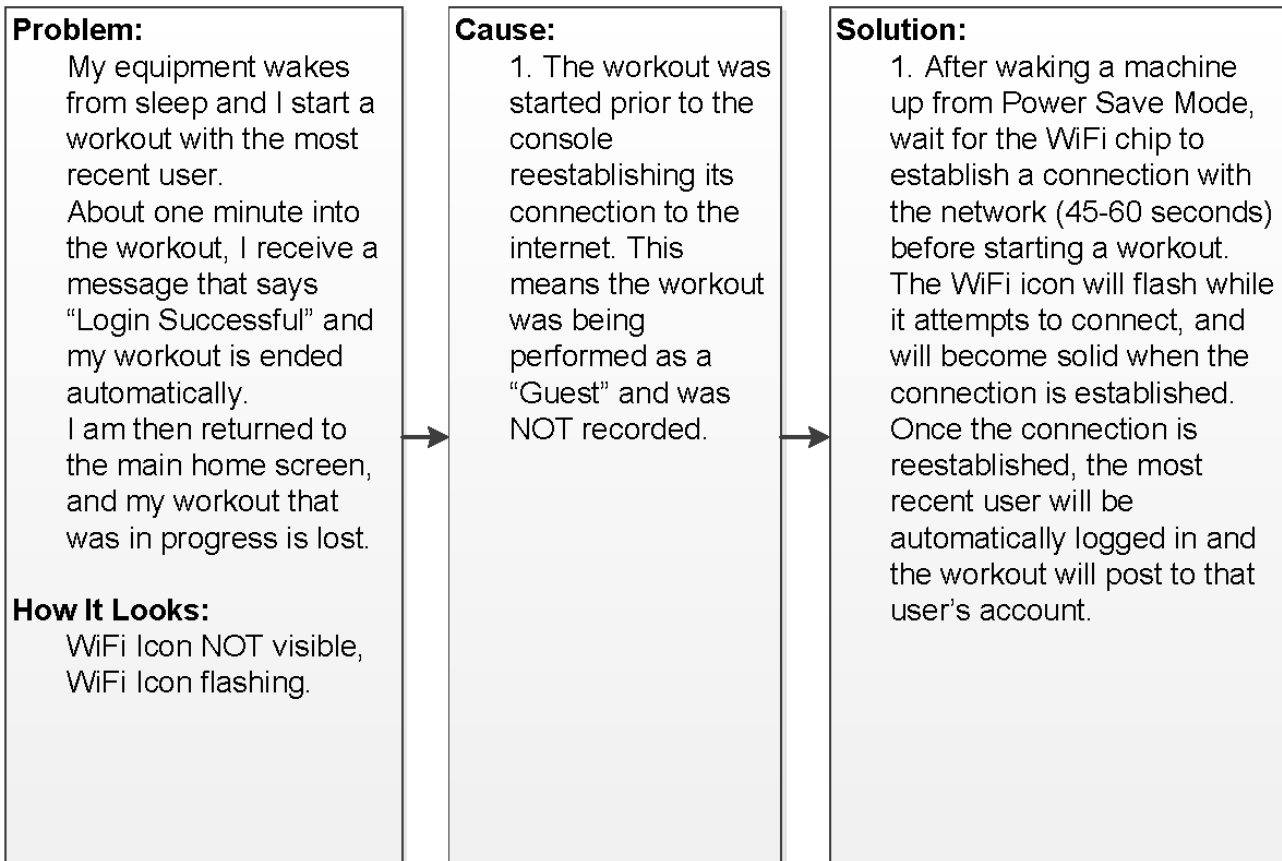 Problem:
My equipment wakes
from sleep and I start a
workout with the most
recent user.
About one minute into
the workout, I receive a
message that says
“Login Successful” and
my workout is ended
automatically.
I am then returned to
the main home screen,
and my workout that
was in progress is lost.
How It Looks:
WiFi Icon NOT visible,
WiFi Icon flashing.
Cause:
1. The workout was
started prior to the
console
reestablishing its
connection to the
internet. This
means the workout
was being
performed as a
“Guest” and was
NOT recorded.
Solution:
1. After waking a machine
up from Power Save Mode,
wait for the WiFi chip to
establish a connection with
the network (45-60 seconds)
before starting a workout.
The WiFi icon will flash while
it attempts to connect, and
will become solid when the
connection is established.
Once the connection is
reestablished, the most
recent user will be
automatically logged in and
the workout will post to that
user’s account.